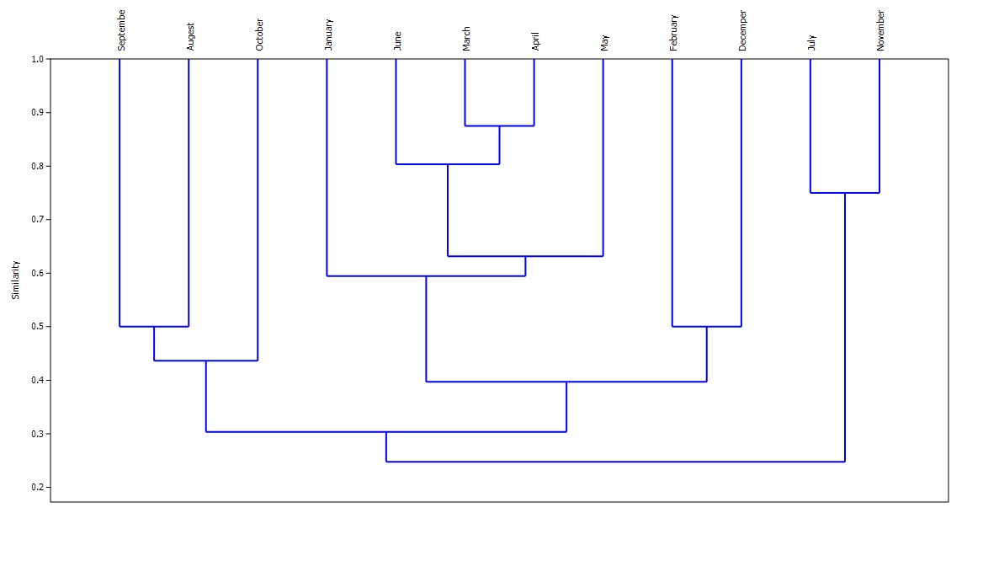 Septembe
Augest
October
January
June
March
April
May
February
Decemper
July
November
1.0
0.9
0.8
0.7
0.6
0.5
0.4
0.3
0.2
Similarity